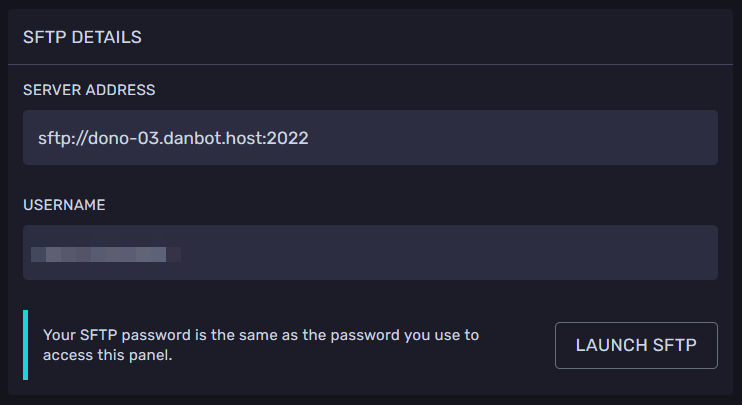 SFTP DETAILS
SERVER ADDRESS
sftp://dono-03.danbot.host:2022
USERNAME
Your SFTP password is the same as the password you use to
access this panel.
LAUNCH SFTP